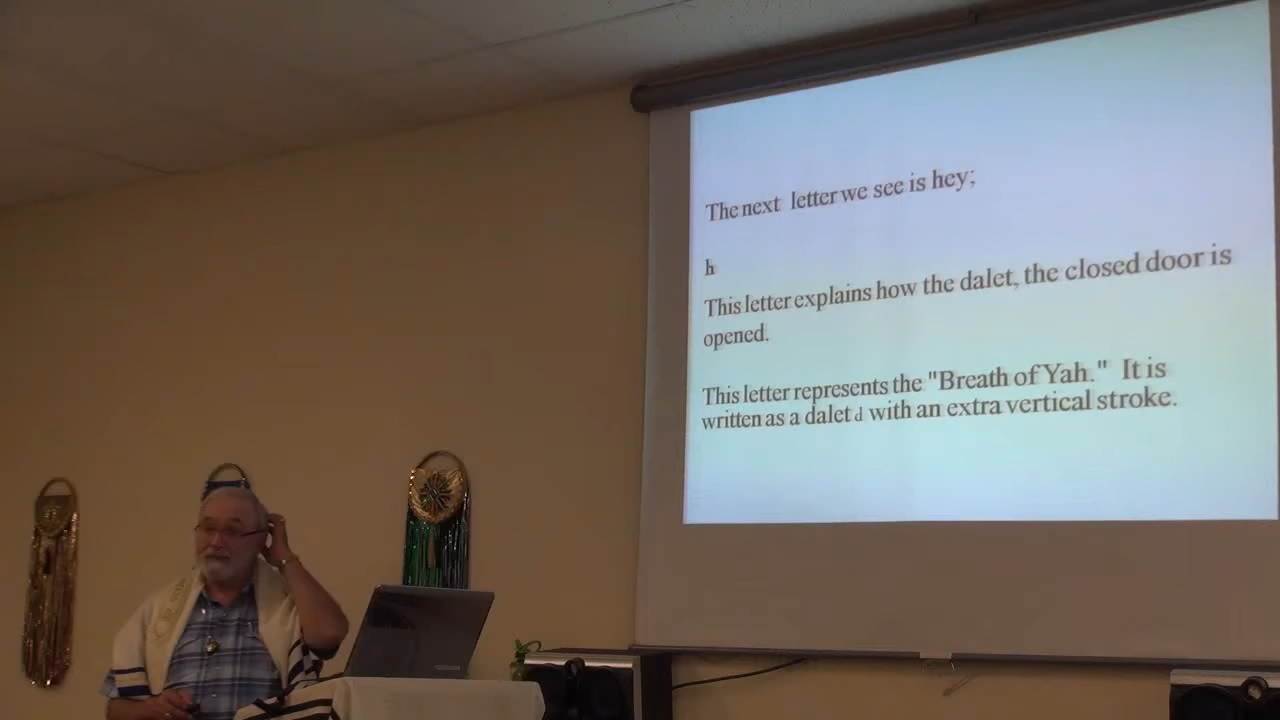 The next letter we see is hey;
h
This letter explains how the dalet, the closed door is
opened.
This letter represents the "Breath of Yah." It is
written as a dalet d with an extra vertical stroke.